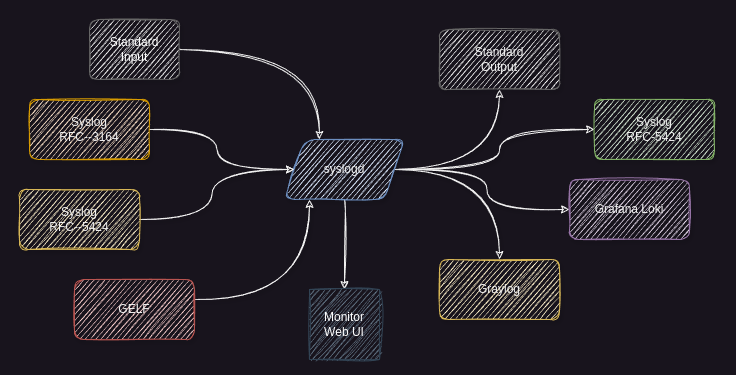 Standard
Input
Syslog
RFC--3164
Syslog
RFC--5424
GELF
syslogd
Monitor
Web UI
Standard
Output
Syslog
RFC-5424
Grafana Loki
Graylog